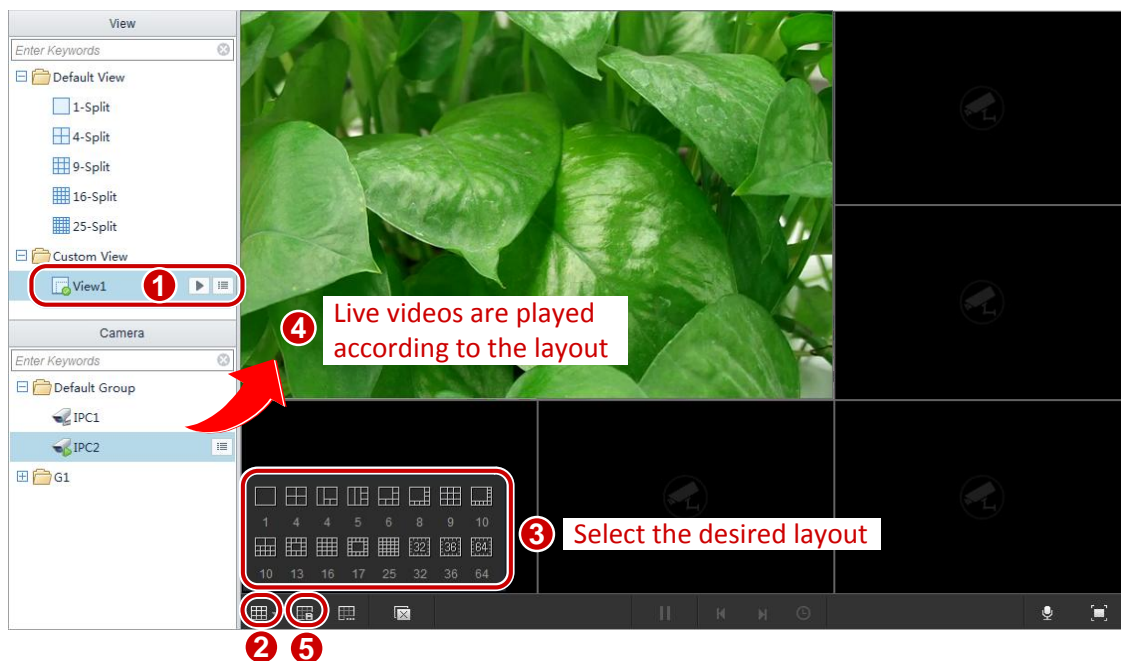 View
Enter Keywords
Default View
1-Split
4-Split
9-Split
16-Split
25-Split
Custom View
View1
1
Camera
Enter Keywords
Default Group
IPC1
IPC2
G1
4
Live videos are played
according to the layout
1 4 4 5 6 8 9 10
32 36 64
10 13 16 17 25 32 36 64
3
Select the desired layout
2
5